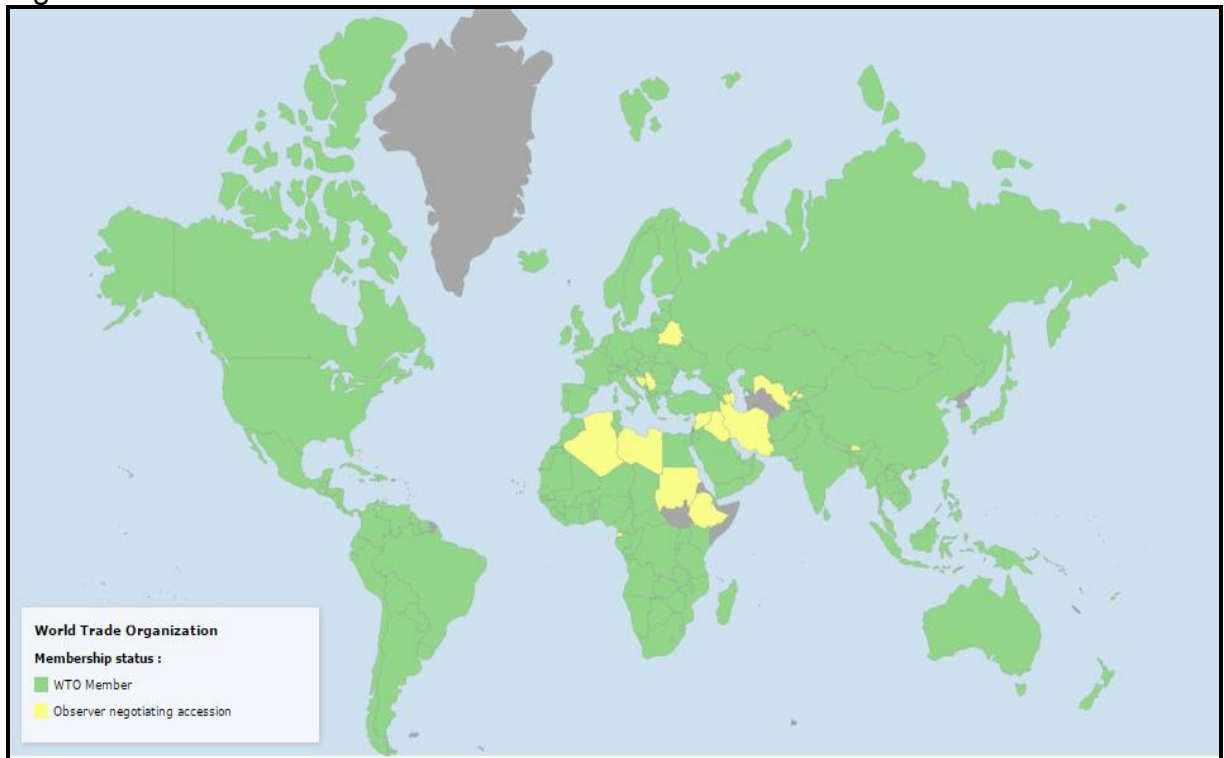 World Trade Organization
Membership status :
WTO Member
Observer negotiating accession